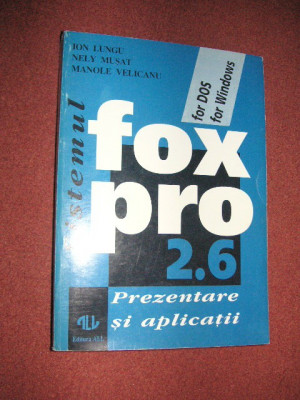 ION LUNGU
NELY MUSAT
MANOLE VELICANU
for DOS
for Windows
sistemul
fox
pro
2.6
Prezentare
și aplicații
ALL
Editura ALL